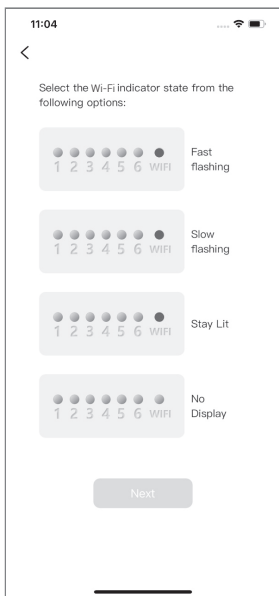 11:04
Select the Wi-Fi indicator state from the
following options:
1 2 3 4 5 6 WIFI
Fast
flashing
1 2 3 4 5 6 WIFI
Slow
flashing
1 2 3 4 5 6 WIFI
Stay Lit
1 2 3 4 5 6 WIFI
No
Display
Next